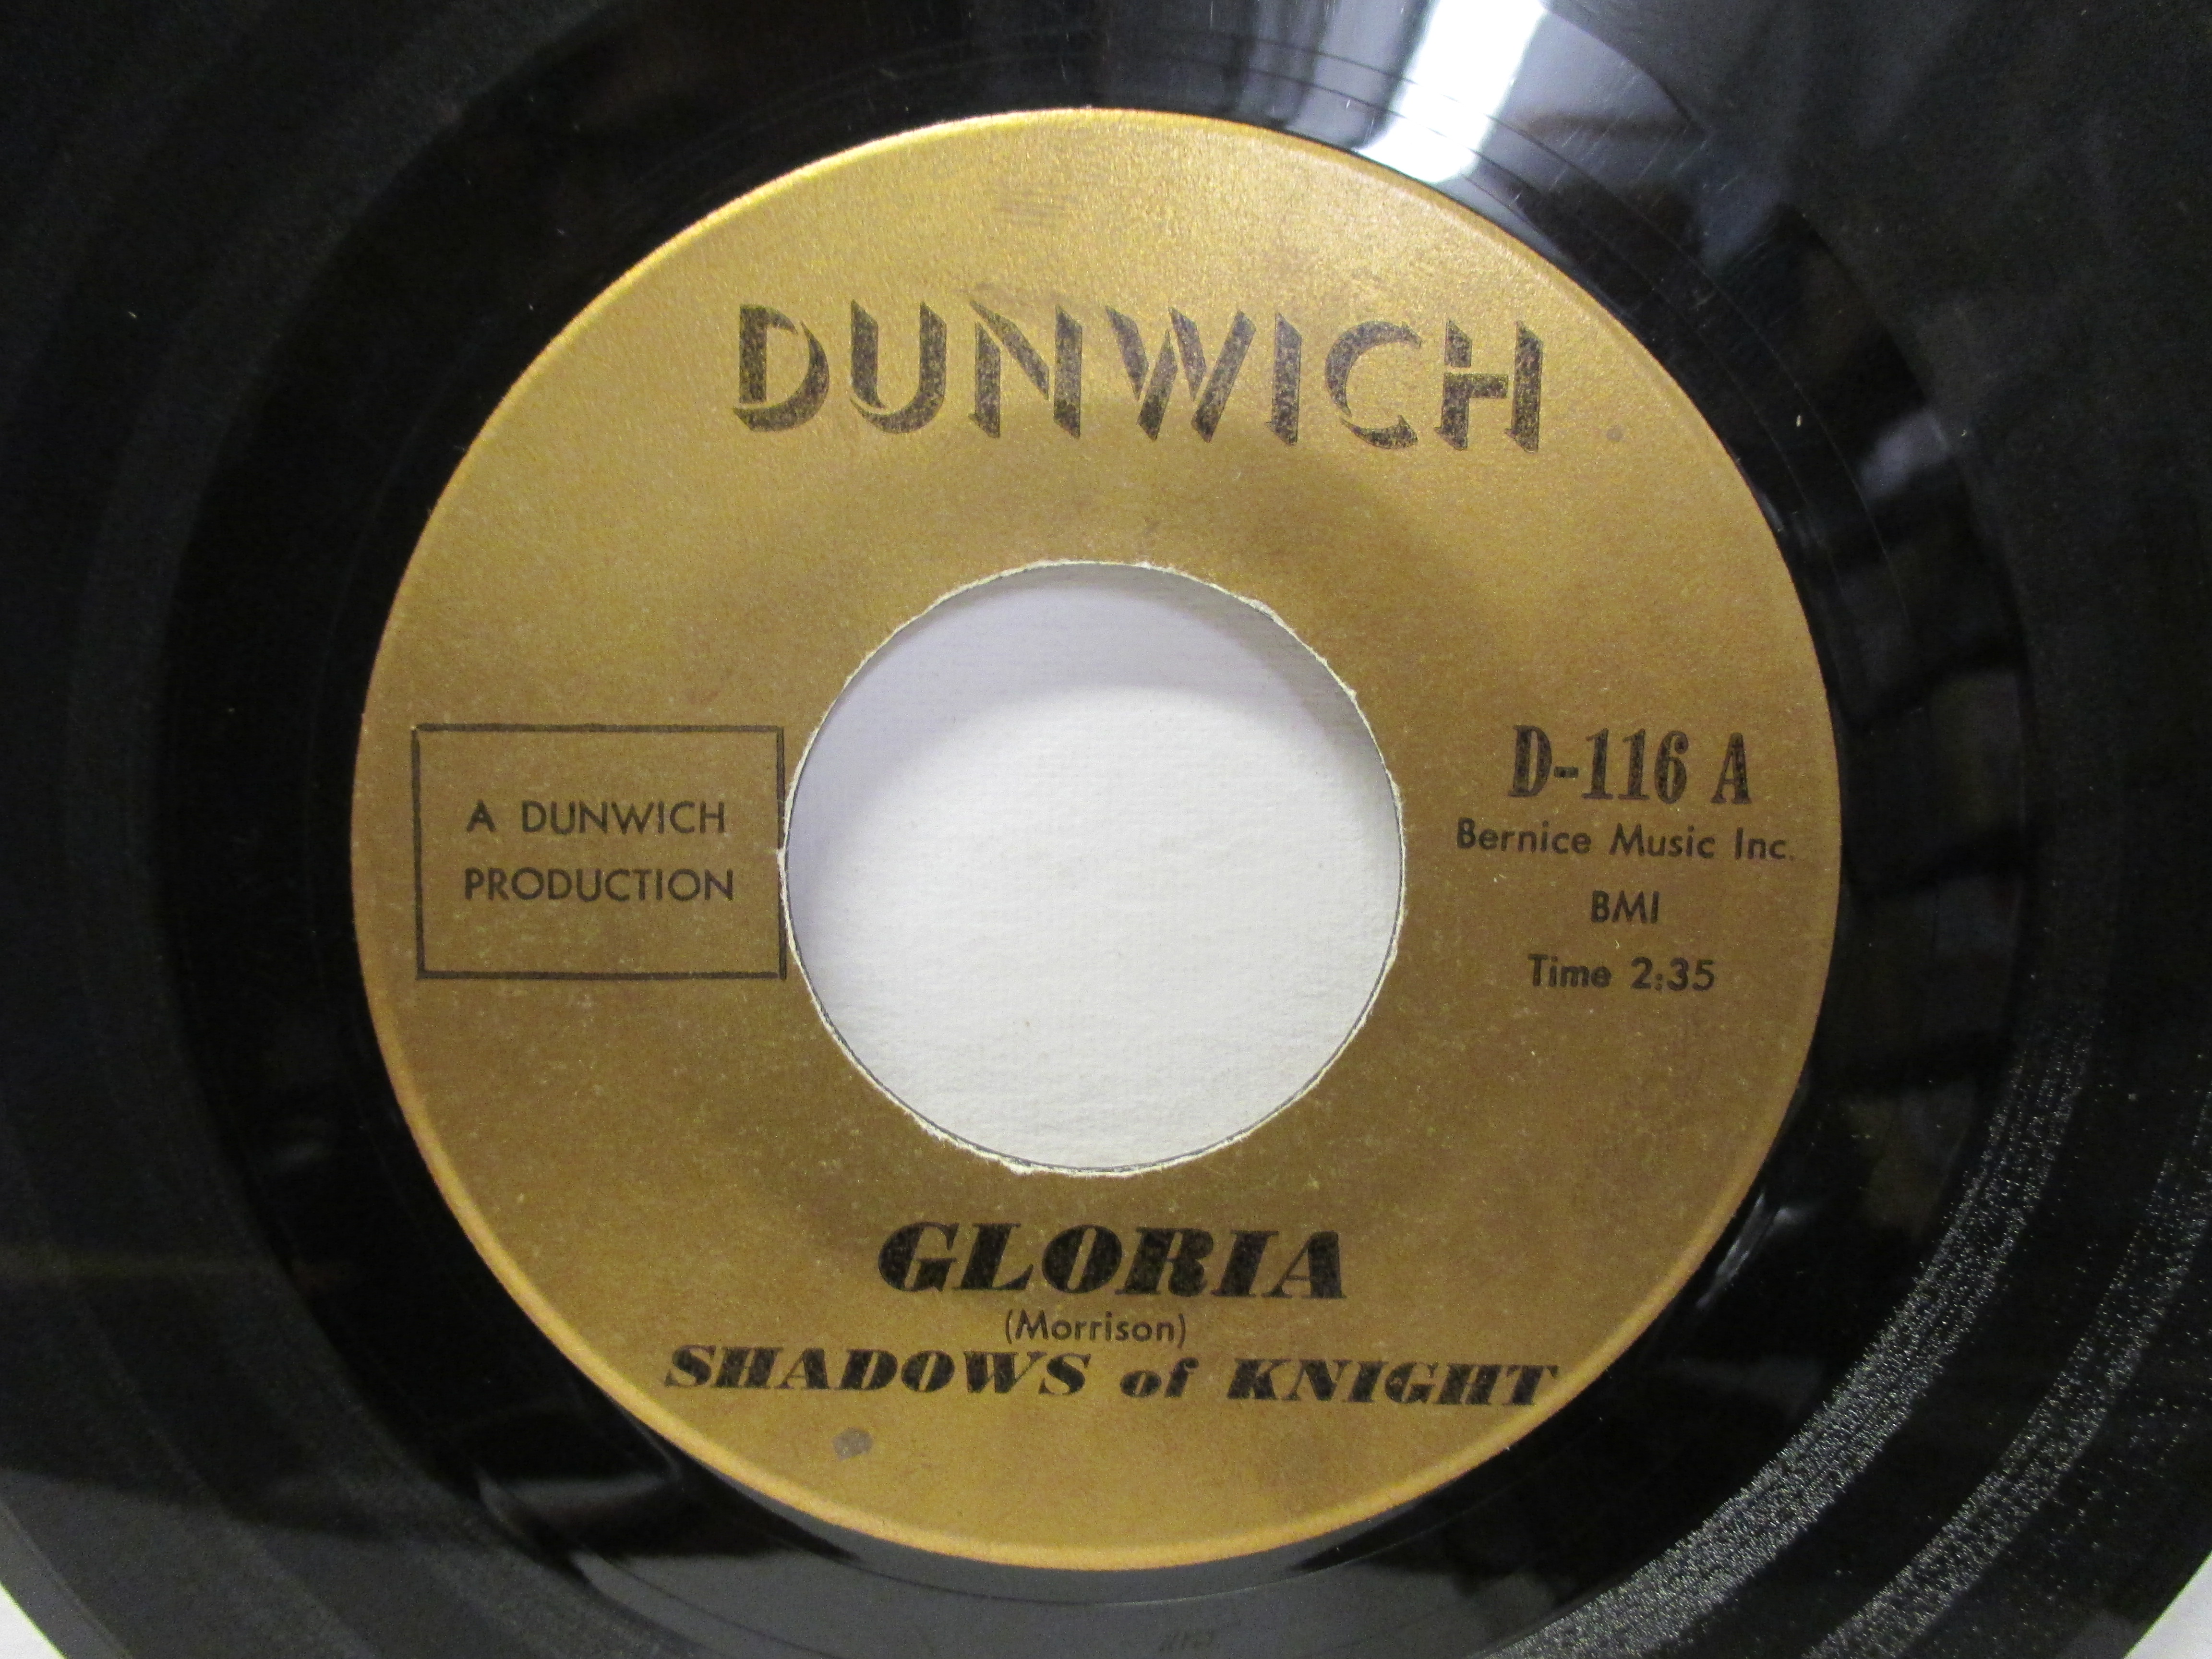 DUNWICH
A DUNWICH
PRODUCTION
D-116 A
Bernice Music Inc.
BMI
Time 2:35
GLORIA
(Morrison)
SHADOWS of KNIGHT